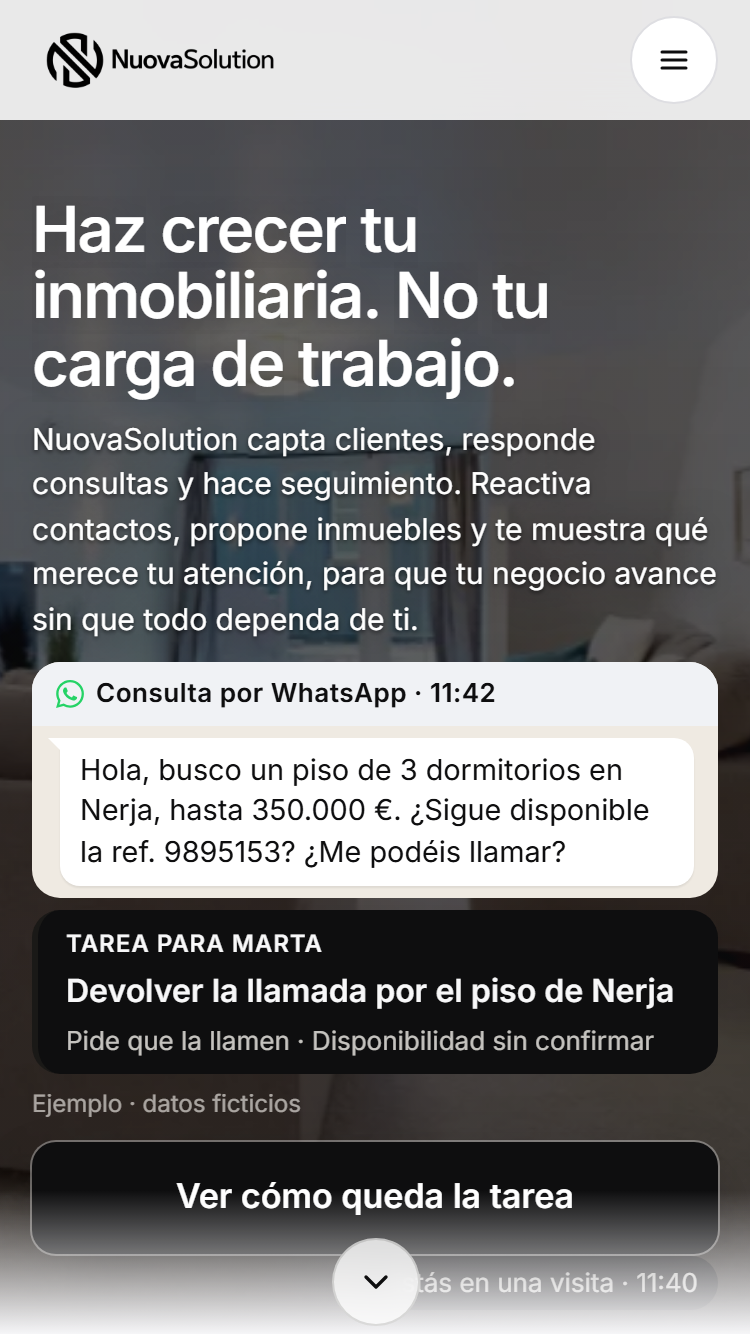 NuovaSolution
Haz crecer tu
inmobiliaria. No tu
carga de trabajo.
NuovaSolution capta clientes, responde
consultas y hace seguimiento. Reactiva
contactos, propone inmuebles y te muestra qué
merece tu atención, para que tu negocio avance
sin que todo dependa de ti.
Consulta por WhatsApp · 11:42
Hola, busco un piso de 3 dormitorios en
Nerja, hasta 350.000 €. ¿Sigue disponible
la ref. 9895153? ¿Me podéis llamar?
TAREA PARA MARTA
Devolver la llamada por el piso de Nerja
Pide que la llamen · Disponibilidad sin confirmar
Ejemplo · datos ficticios
Ver cómo queda la tarea
en una visita · 11:40